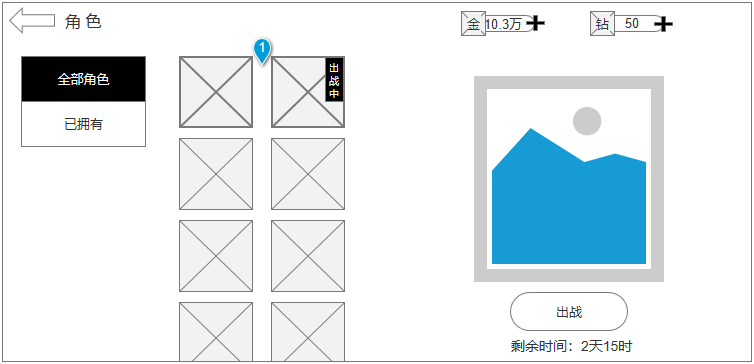 角 色
金 10.3万
钻 50
1
全部角色
已拥有
出战中
出战
剩余时间：2天15时